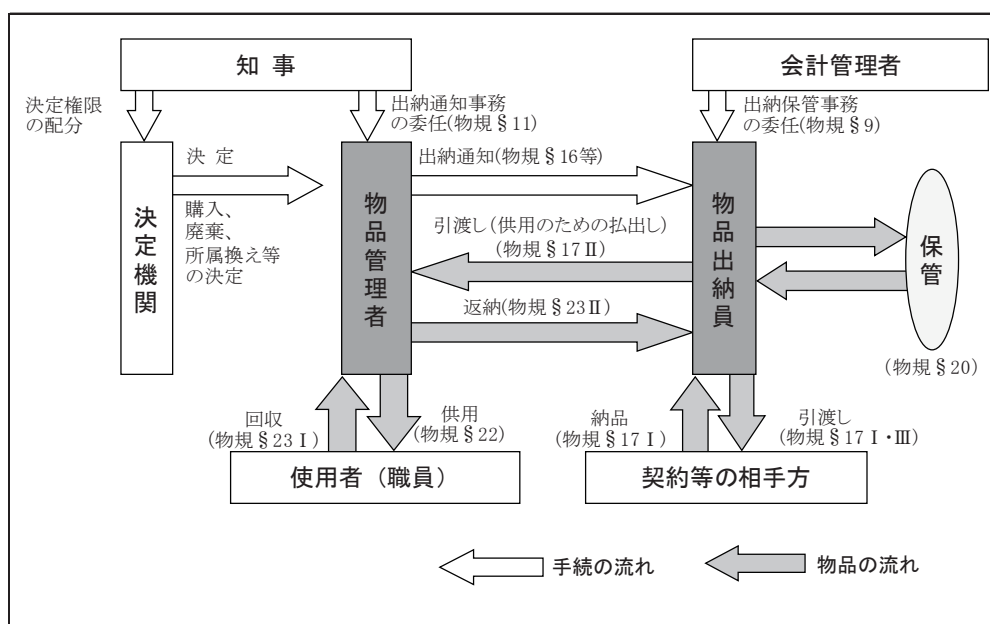 知 事
会計管理者
決定権限
の配分
出納通知事務
の委任(物規§11)
出納保管事務
の委任(物規§9)
決定機関
決 定
購入、
廃棄、
所属換え等
の決定
物品管理者
出納通知(物規§16等)
引渡し(供用のための払出し)
(物規§17Ⅱ)
返納(物規§23Ⅱ)
物品出納員
保管
(物規§20)
回収
(物規§23Ⅰ)
供用
(物規§22)
納品
(物規§17Ⅰ)
引渡し
(物規§17Ⅰ・Ⅲ)
使用者（職員）
契約等の相手方
手続の流れ
物品の流れ